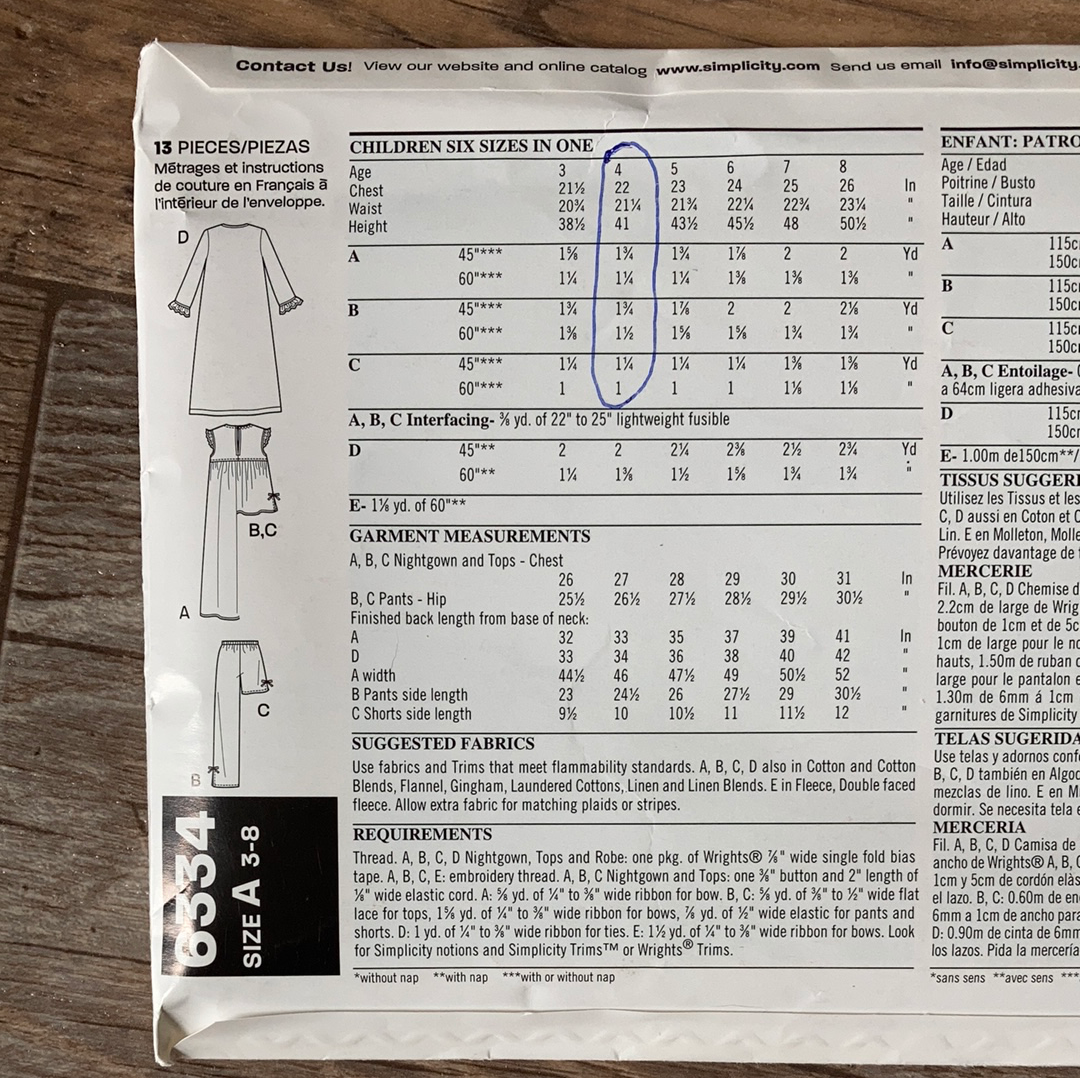 Contact Us! View our website and online catalog www.simplicity.com Send us email info@simplicity.
13 PIECES/PIEZAS
Métrages et instructions
de couture en Français à
l'intérieur de l'enveloppe.
D
B,C
A
C
B
6334
SIZE A 3-8
CHILDREN SIX SIZES IN ONE
Age 3 4 5 6 7 8
Chest 21½ 22 23 24 25 26 In
Waist 20¾ 21¼ 21¾ 22¼ 22¾ 23¼ "
Height 38½ 41 43½ 45½ 48 50½ "
A 45"*** 1⅝ 1¾ 1¾ 1⅞ 2 2 Yd
60"*** 1¼ 1¼ 1¼ 1⅜ 1⅜ 1⅜ "
B 45"*** 1¾ 1¾ 1⅞ 2 2 2⅛ Yd
60"*** 1⅜ 1½ 1⅝ 1⅝ 1¾ 1¾ "
C 45"*** 1¼ 1¼ 1¼ 1¼ 1⅜ 1⅜ Yd
60"*** 1 1 1 1 1⅛ 1⅛ "
A, B, C Interfacing- ⅜ yd. of 22" to 25" lightweight fusible
D 45"** 2 2 2¼ 2⅜ 2½ 2¾ Yd
60"** 1¼ 1⅜ 1½ 1⅝ 1¾ 1¾ "
E- 1⅛ yd. of 60"**
GARMENT MEASUREMENTS
A, B, C Nightgown and Tops - Chest
26 27 28 29 30 31 In
B, C Pants - Hip 25½ 26½ 27½ 28½ 29½ 30½ "
Finished back length from base of neck:
A 32 33 35 37 39 41 In
D 33 34 36 38 40 42 "
A width 44½ 46 47½ 49 50½ 52 "
B Pants side length 23 24½ 26 27½ 29 30½ "
C Shorts side length 9½ 10 10½ 11 11½ 12 "
SUGGESTED FABRICS
Use fabrics and Trims that meet flammability standards. A, B, C, D also in Cotton and Cotton
Blends, Flannel, Gingham, Laundered Cottons, Linen and Linen Blends. E in Fleece, Double faced
fleece. Allow extra fabric for matching plaids or stripes.
REQUIREMENTS
Thread. A, B, C, D Nightgown, Tops and Robe: one pkg. of Wrights® ⅞" wide single fold bias
tape. A, B, C, E: embroidery thread. A, B, C Nightgown and Tops: one ⅜" button and 2" length of
⅛" wide elastic cord. A: ⅝ yd. of ¼" to ⅜" wide ribbon for bow. B, C: ⅝ yd. of ⅜" to ½" wide flat
lace for tops, 1⅝ yd. of ¼" to ⅜" wide ribbon for bows, ⅞ yd. of ½" wide elastic for pants and
shorts. D: 1 yd. of ¼" to ⅜" wide ribbon for ties. E: 1½ yd. of ¼" to ⅜" wide ribbon for bows. Look
for Simplicity notions and Simplicity Trims™ or Wrights® Trims.
*without nap **with nap ***with or without nap
ENFANT: PATRO
Age / Edad
Poitrine / Busto
Taille / Cintura
Hauteur / Alto
A 115c
150c
B 115c
150c
C 115c
150c
A, B, C Entoilage-
a 64cm ligera adhesiva
D 115c
150c
E- 1.00m de150cm**/
TISSUS SUGGERI
Utilisez les Tissus et les
C, D aussi en Coton et C
Lin. E en Molleton, Molle
Prévoyez davantage de
MERCERIE
Fil. A, B, C, D Chemise d
2.2cm de large de Wrig
bouton de 1cm et de 5c
1cm de large pour le no
hauts, 1.50m de ruban d
large pour le pantalon e
1.30m de 6mm á 1cm
garnitures de Simplicity
TELAS SUGERIDA
Use telas y adornos confo
B, C, D también en Algod
mezclas de lino. E en M
dormir. Se necesita tela e
MERCERIA
Fil. A, B, C, D Camisa de
ancho de Wrights® A, B, C
1cm y 5cm de cordón elás
el lazo. B, C: 0.60m de en
6mm a 1cm de ancho para
D: 0.90m de cinta de 6mm
los lazos. Pida la mercería
*sans sens **avec sens ***